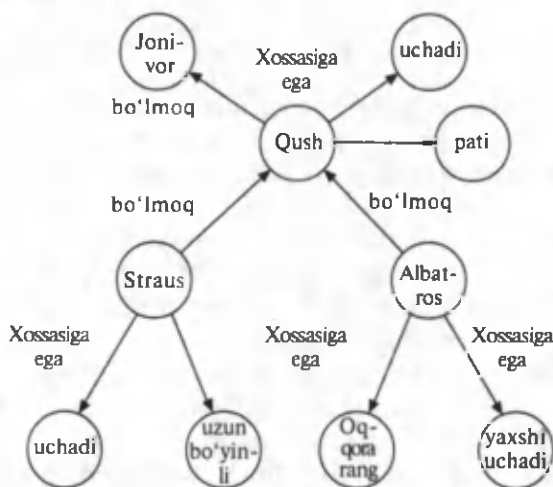 Joni-
vor
Xossasiga
ega
uchadi
bo‘lmoq
Qush
pati
bo‘lmoq
bo‘lmoq
Straus
Albat-
ros
Xossasiga
ega
Xossasiga
ega
Xossasiga
ega
uchadi
uzun
bo‘yin-
li
Oq-
qora
rang
yaxshi
uchadi